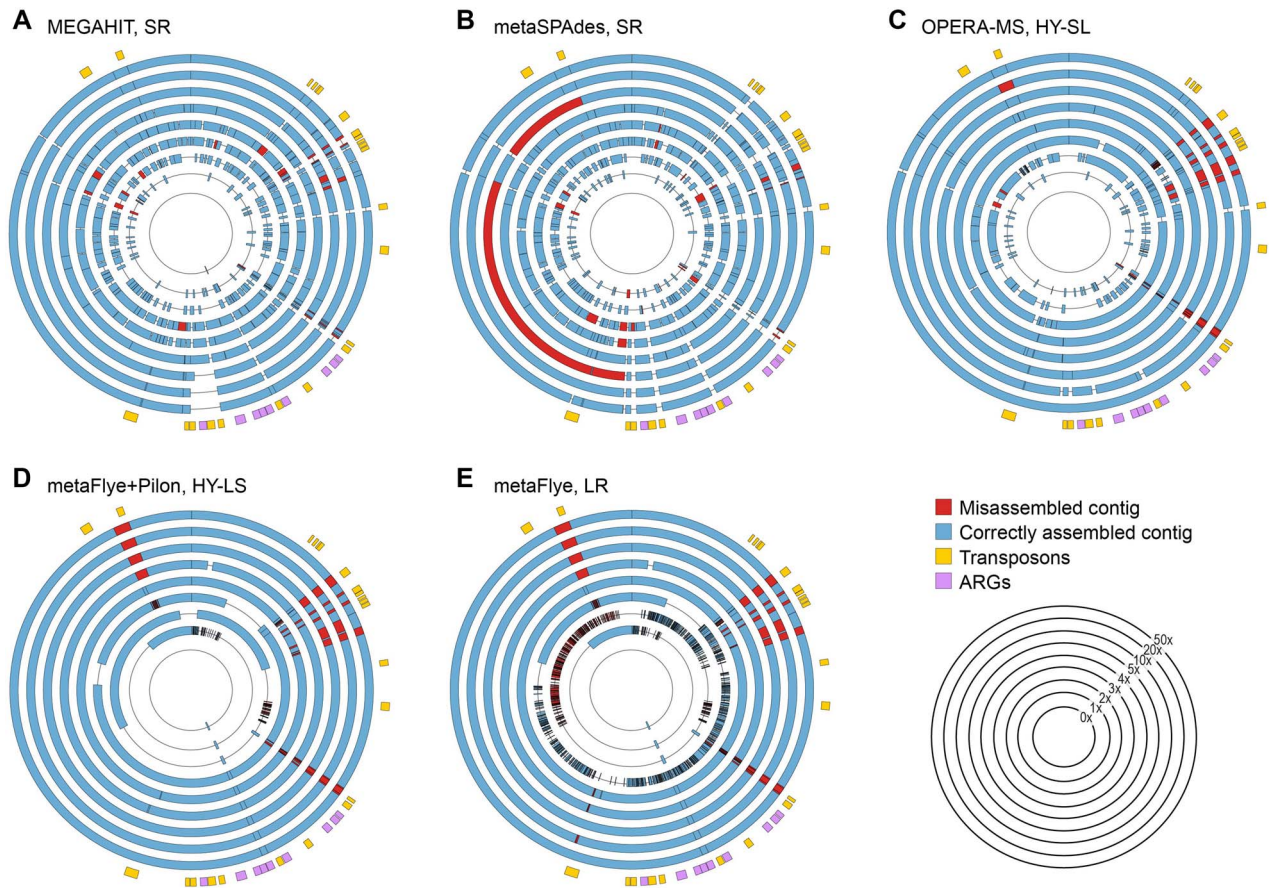 A MEGAHIT, SR
B metaSPAdes, SR
C OPERA-MS, HY-SL
D metaFlye+Pilon, HY-LS
E metaFlye, LR
Misassembled contig
Correctly assembled contig
Transposons
ARGs
50x
20x
10x
5x
4x
3x
2x
1x
0x